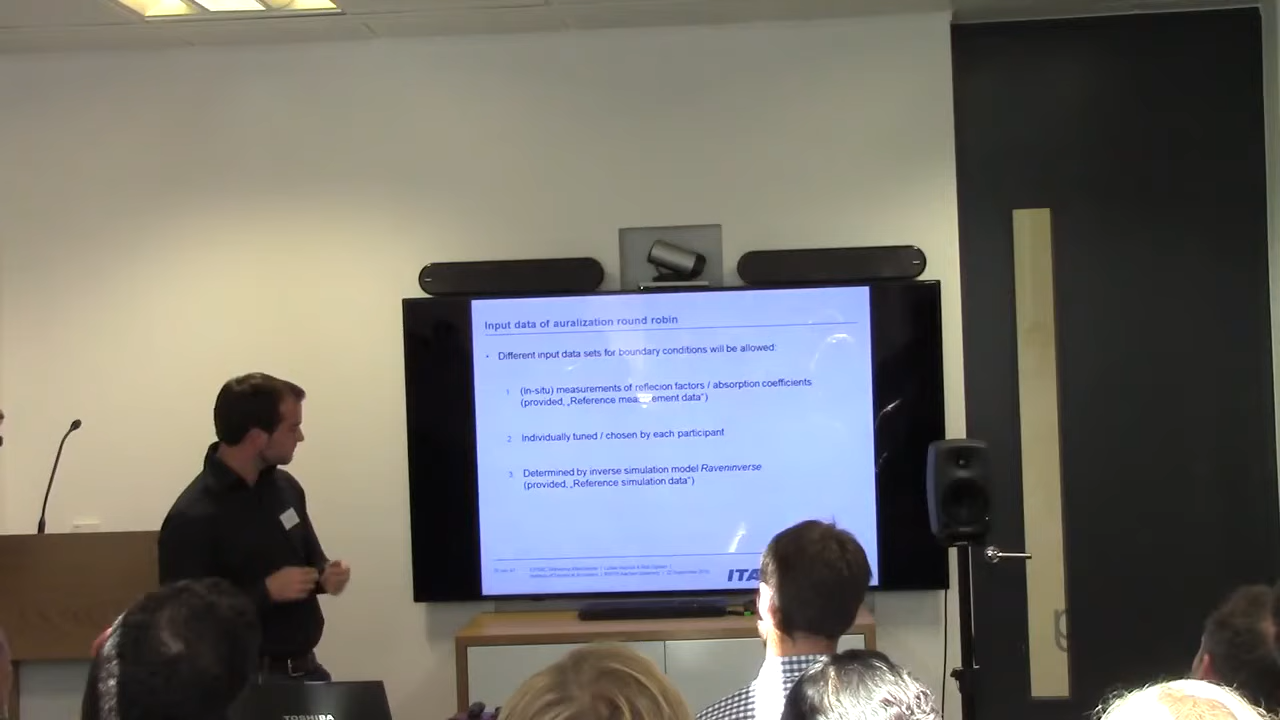 Input data of auralization round robin
• Different input data sets for boundary conditions will be allowed:
1. (In-situ) measurements of reflecion factors / absorption coefficients
(provided, „Reference measurement data“)
2. Individually tuned / chosen by each participant
3. Determined by inverse simulation model Raveninverse
(provided, „Reference simulation data“)
ITA
TOSHIBA